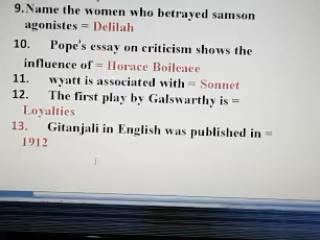 9.Name the women who betrayed samson
agonistes = Delilah
10. Pope's essay on criticism shows the
influence of = Horace Boileaee
11. wyatt is associated with = Sonnet
12. The first play by Galswarthy is =
Loyalties
13. Gitanjali in English was published in =
1912